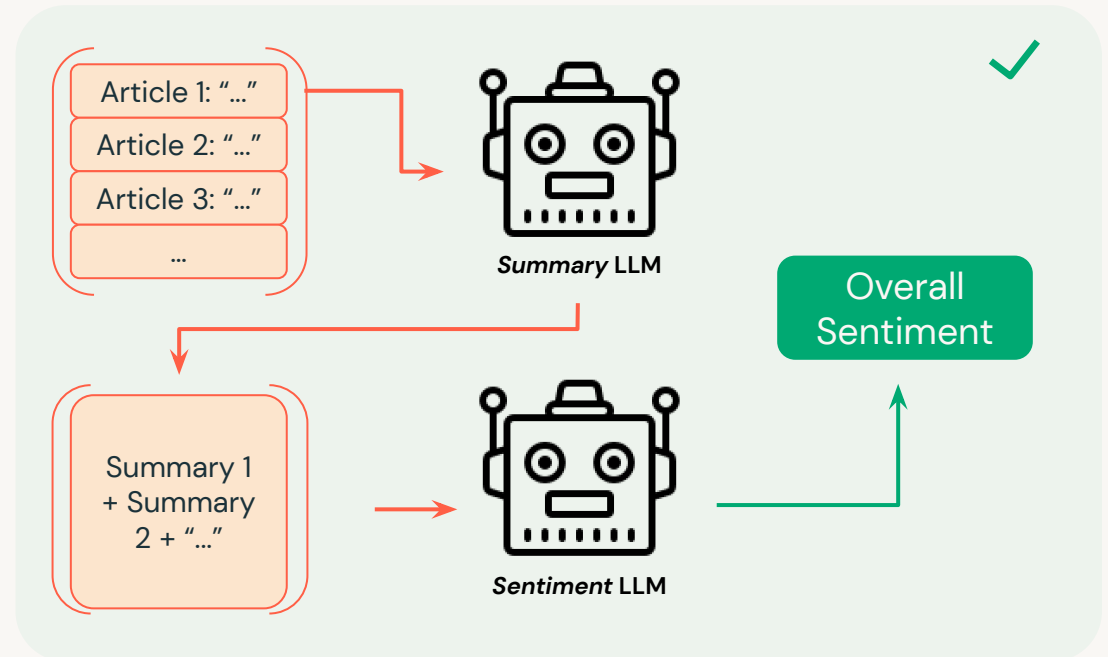 Article 1: “...”
Article 2: “...”
Article 3: “...”
...
Summary LLM
Overall
Sentiment
Summary 1
+ Summary
2 + “...”
Sentiment LLM